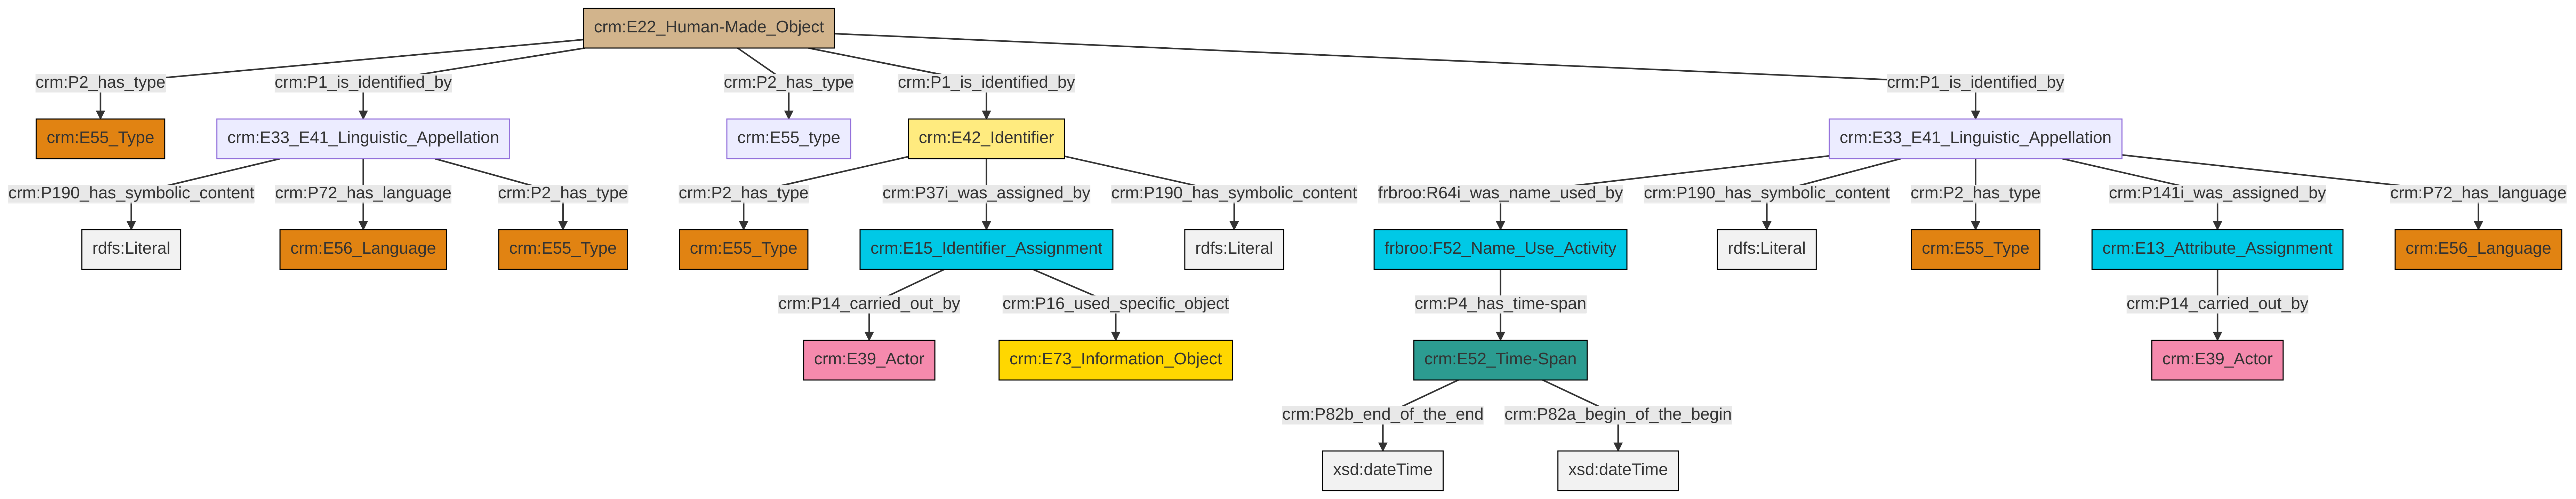 crm:E22_Human-Made_Object
crm:P2_has_type
crm:P1_is_identified_by
crm:P2_has_type
crm:P1_is_identified_by
crm:P1_is_identified_by
crm:E55_Type
crm:E33_E41_Linguistic_Appellation
crm:E55_type
crm:E42_Identifier
crm:E33_E41_Linguistic_Appellation
crm:P190_has_symbolic_content
crm:P72_has_language
crm:P2_has_type
crm:P2_has_type
crm:P37i_was_assigned_by
crm:P190_has_symbolic_content
frbroo:R64i_was_name_used_by
crm:P190_has_symbolic_content
crm:P2_has_type
crm:P141i_was_assigned_by
crm:P72_has_language
rdfs:Literal
crm:E56_Language
crm:E55_Type
crm:E55_Type
crm:E15_Identifier_Assignment
rdfs:Literal
frbroo:F52_Name_Use_Activity
rdfs:Literal
crm:E55_Type
crm:E13_Attribute_Assignment
crm:E56_Language
crm:P14_carried_out_by
crm:P16_used_specific_object
crm:P4_has_time-span
crm:P14_carried_out_by
crm:E39_Actor
crm:E73_Information_Object
crm:E52_Time-Span
crm:E39_Actor
crm:P82b_end_of_the_end
crm:P82a_begin_of_the_begin
xsd:dateTime
xsd:dateTime